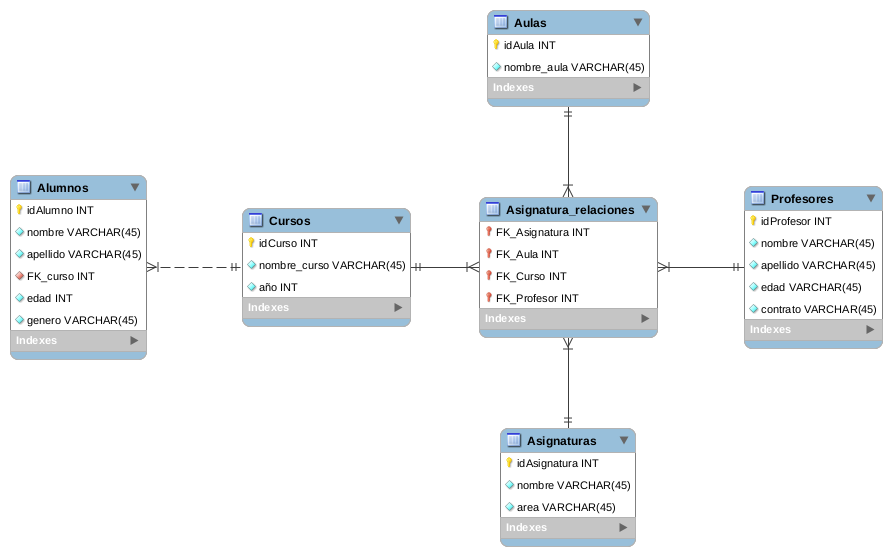 Aulas
idAula INT
nombre_aula VARCHAR(45)
Indexes
Alumnos
idAlumno INT
nombre VARCHAR(45)
apellido VARCHAR(45)
FK_curso INT
edad INT
genero VARCHAR(45)
Indexes
Cursos
idCurso INT
nombre_curso VARCHAR(45)
año INT
Indexes
Asignatura_relaciones
FK_Asignatura INT
FK_Aula INT
FK_Curso INT
FK_Profesor INT
Indexes
Profesores
idProfesor INT
nombre VARCHAR(45)
apellido VARCHAR(45)
edad VARCHAR(45)
contrato VARCHAR(45)
Indexes
Asignaturas
idAsignatura INT
nombre VARCHAR(45)
area VARCHAR(45)
Indexes